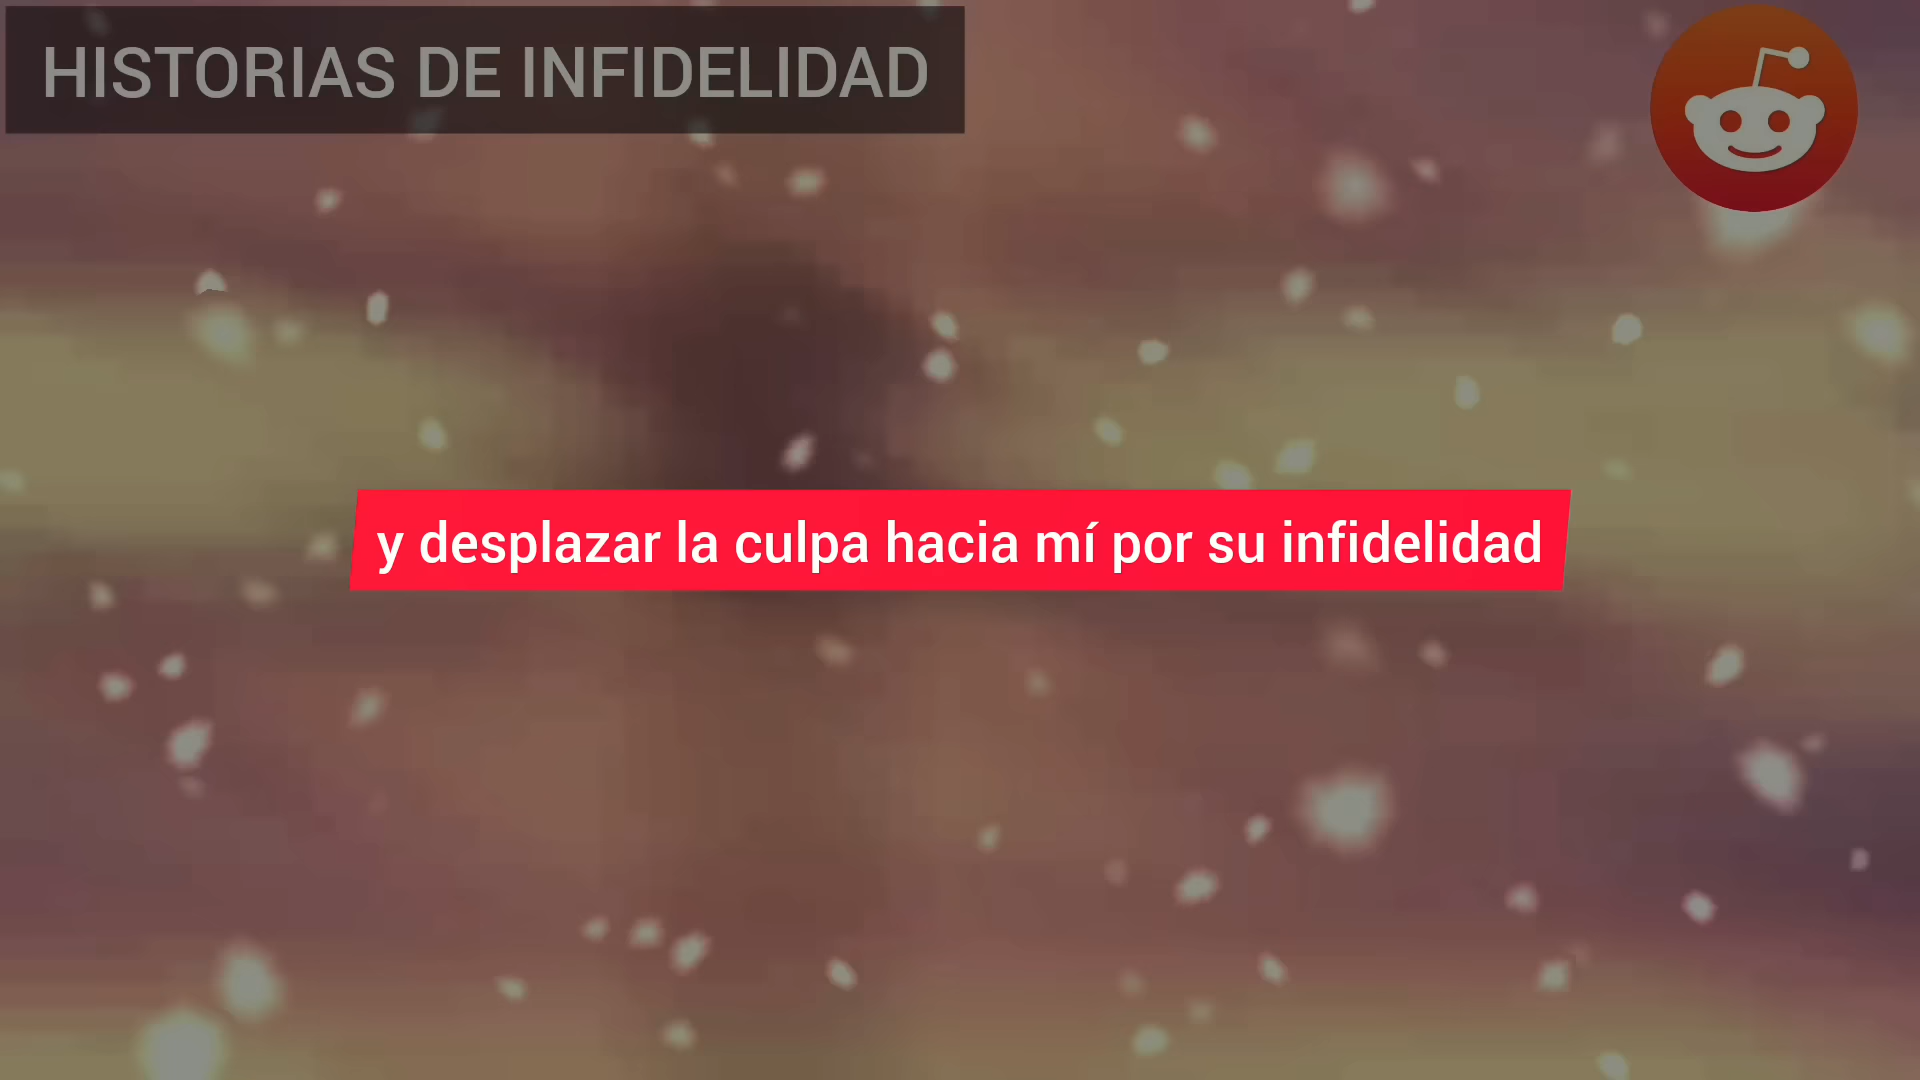 HISTORIAS DE INFIDELIDAD
y desplazar la culpa hacia mí por su infidelidad